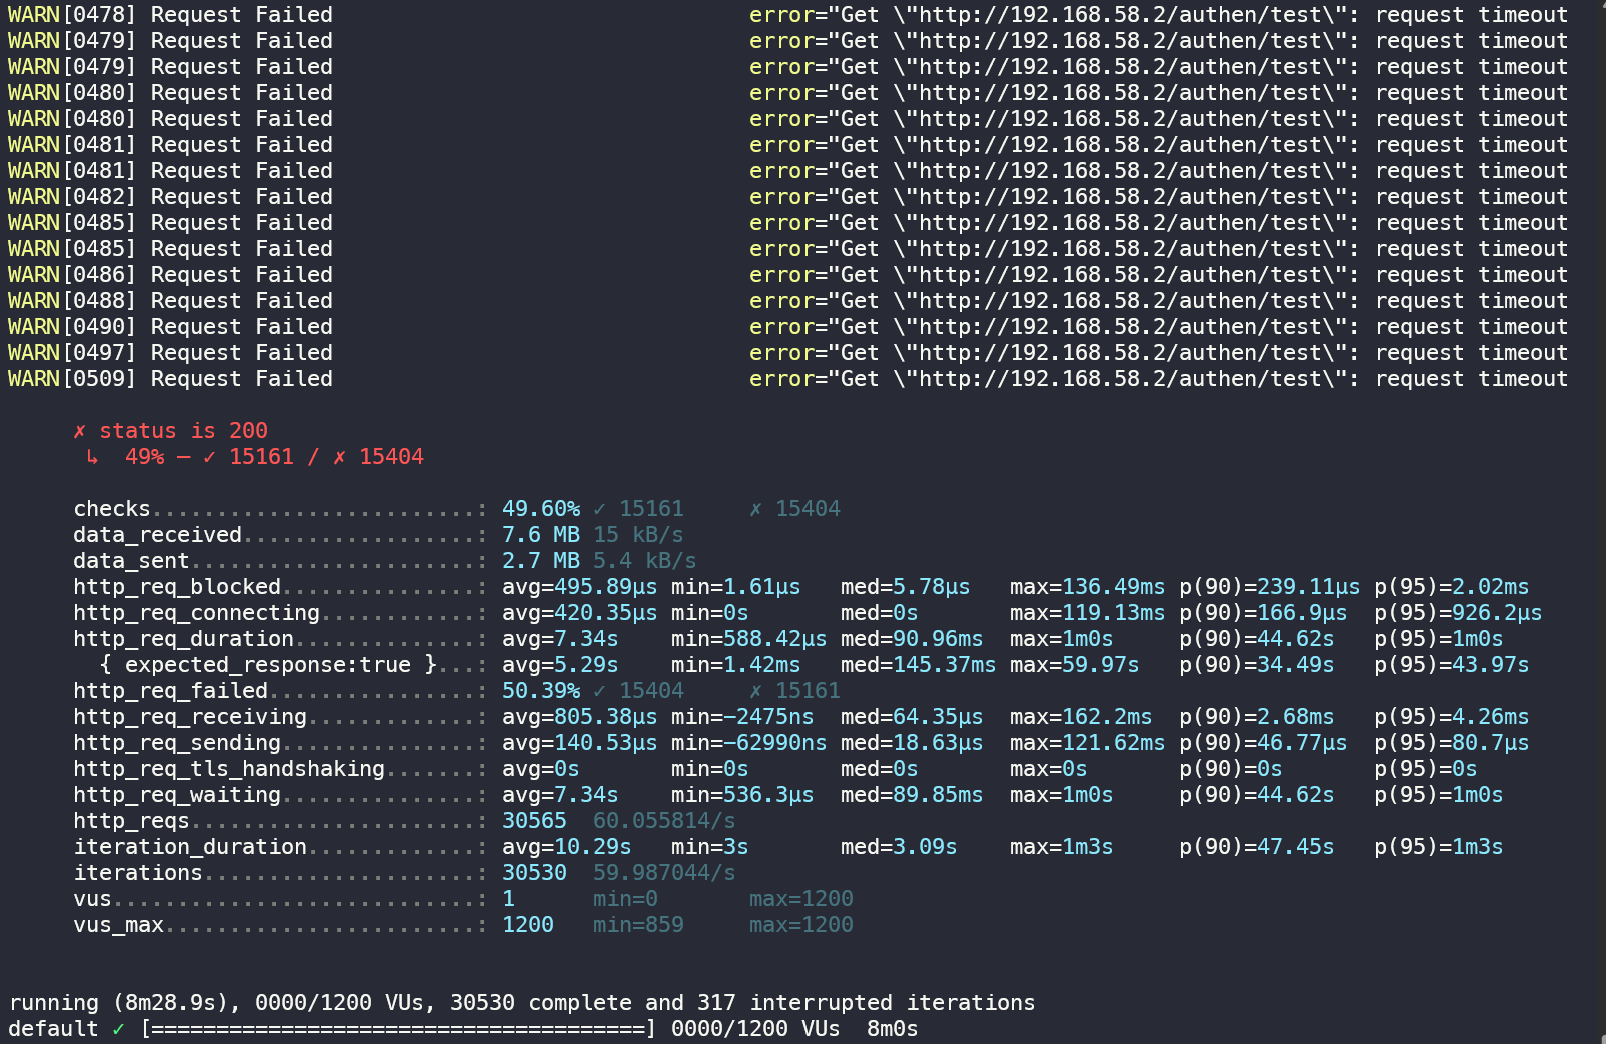 WARN[0478] Request Failed error="Get \"http://192.168.58.2/authen/test\": request timeout
WARN[0479] Request Failed error="Get \"http://192.168.58.2/authen/test\": request timeout
WARN[0479] Request Failed error="Get \"http://192.168.58.2/authen/test\": request timeout
WARN[0480] Request Failed error="Get \"http://192.168.58.2/authen/test\": request timeout
WARN[0480] Request Failed error="Get \"http://192.168.58.2/authen/test\": request timeout
WARN[0481] Request Failed error="Get \"http://192.168.58.2/authen/test\": request timeout
WARN[0481] Request Failed error="Get \"http://192.168.58.2/authen/test\": request timeout
WARN[0482] Request Failed error="Get \"http://192.168.58.2/authen/test\": request timeout
WARN[0485] Request Failed error="Get \"http://192.168.58.2/authen/test\": request timeout
WARN[0485] Request Failed error="Get \"http://192.168.58.2/authen/test\": request timeout
WARN[0486] Request Failed error="Get \"http://192.168.58.2/authen/test\": request timeout
WARN[0488] Request Failed error="Get \"http://192.168.58.2/authen/test\": request timeout
WARN[0490] Request Failed error="Get \"http://192.168.58.2/authen/test\": request timeout
WARN[0497] Request Failed error="Get \"http://192.168.58.2/authen/test\": request timeout
WARN[0509] Request Failed error="Get \"http://192.168.58.2/authen/test\": request timeout
✗ status is 200
↳ 49% — ✓ 15161 / ✗ 15404
checks.........................: 49.60% ✓ 15161 ✗ 15404
data_received..................: 7.6 MB 15 kB/s
data_sent......................: 2.7 MB 5.4 kB/s
http_req_blocked...............: avg=495.89µs min=1.61µs med=5.78µs max=136.49ms p(90)=239.11µs p(95)=2.02ms
http_req_connecting............: avg=420.35µs min=0s med=0s max=119.13ms p(90)=166.9µs p(95)=926.2µs
http_req_duration..............: avg=7.34s min=588.42µs med=90.96ms max=1m0s p(90)=44.62s p(95)=1m0s
{ expected_response:true }...: avg=5.29s min=1.42ms med=145.37ms max=59.97s p(90)=34.49s p(95)=43.97s
http_req_failed................: 50.39% ✓ 15404 ✗ 15161
http_req_receiving.............: avg=805.38µs min=−2475ns med=64.35µs max=162.2ms p(90)=2.68ms p(95)=4.26ms
http_req_sending...............: avg=140.53µs min=−62990ns med=18.63µs max=121.62ms p(90)=46.77µs p(95)=80.7µs
http_req_tls_handshaking.......: avg=0s min=0s med=0s max=0s p(90)=0s p(95)=0s
http_req_waiting...............: avg=7.34s min=536.3µs med=89.85ms max=1m0s p(90)=44.62s p(95)=1m0s
http_reqs......................: 30565 60.055814/s
iteration_duration.............: avg=10.29s min=3s med=3.09s max=1m3s p(90)=47.45s p(95)=1m3s
iterations.....................: 30530 59.987044/s
vus............................: 1 min=0 max=1200
vus_max........................: 1200 min=859 max=1200
running (8m28.9s), 0000/1200 VUs, 30530 complete and 317 interrupted iterations
default ✓ [======================================] 0000/1200 VUs 8m0s